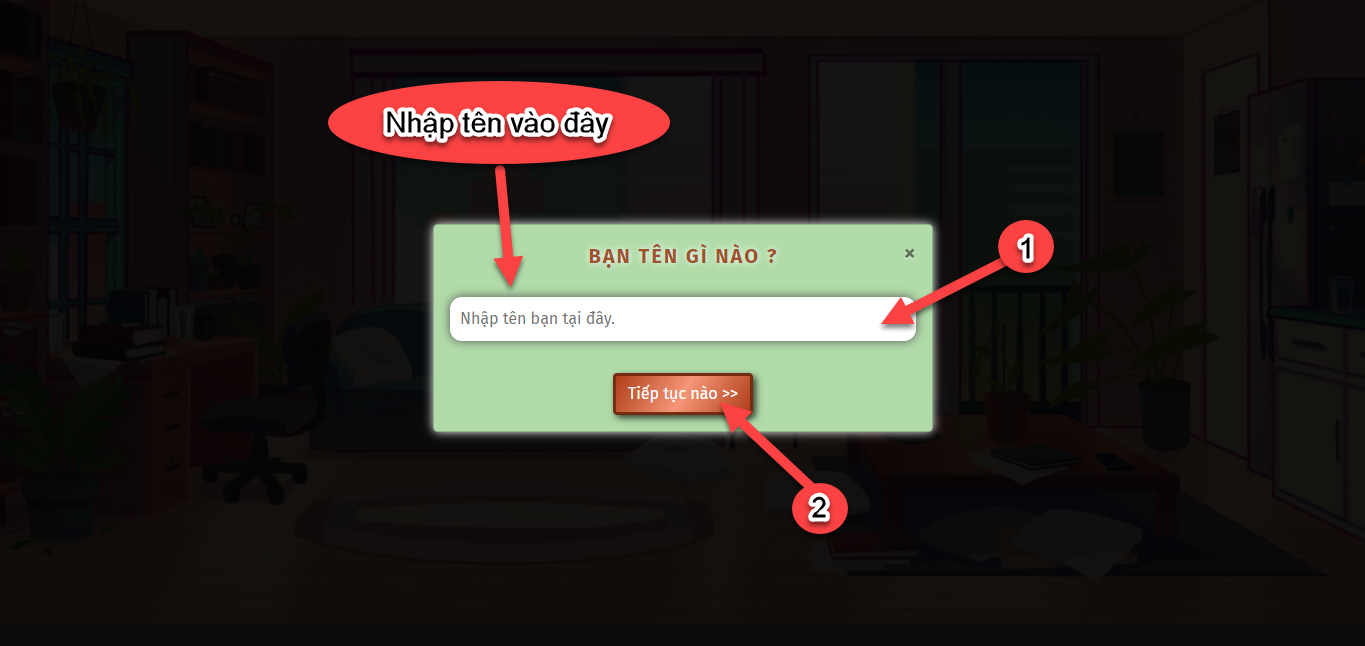 Nhập tên vào đây
BẠN TÊN GÌ NÀO ?
×
1
Nhập tên bạn tại đây.
Tiếp tục nào >>
2